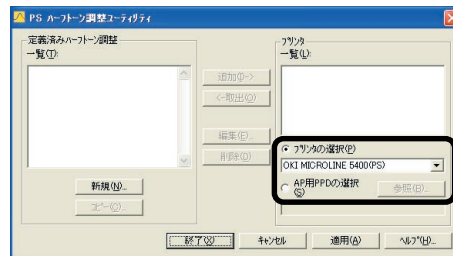 PS ハーフトーン調整ユーティリティ
定義済みハーフトーン調整
一覧(T):
プリンタ
一覧(L):
追加(D)->
<-取出(O)
編集(E)...
削除(D)
プリンタの選択(P)
OKI MICROLINE 5400(PS)
AP用PPDの選択
(S)
参照(B)...
新規(N)...
コピー(C)...
終了(X)
キャンセル
適用(A)
ヘルプ(H)...